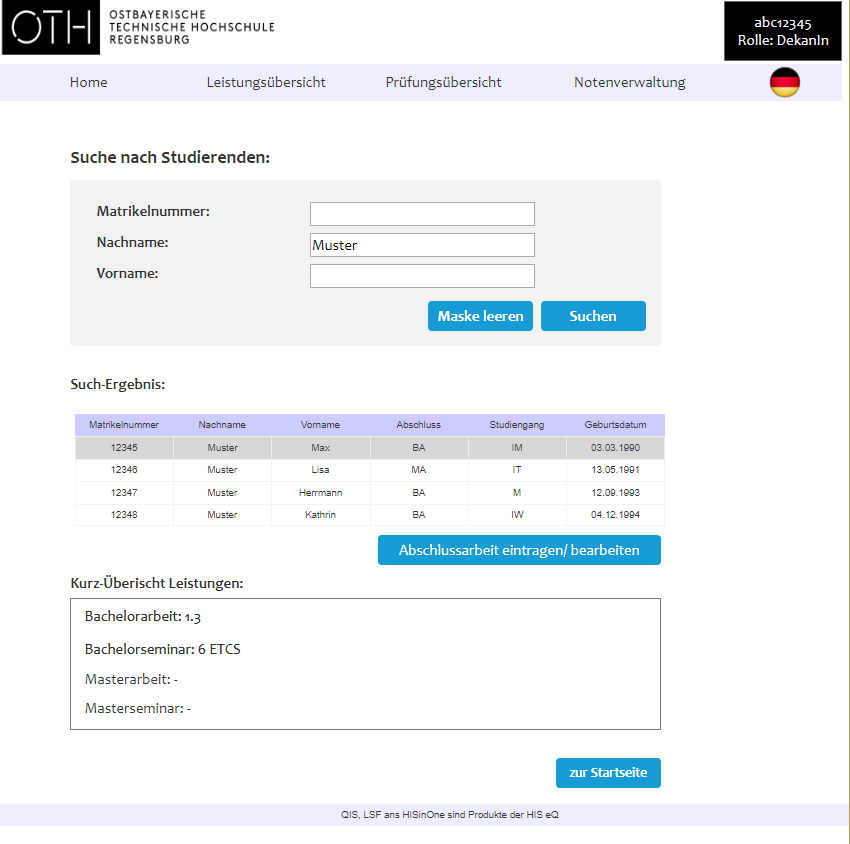 OTH
OSTBAYERISCHE
TECHNISCHE HOCHSCHULE
REGENSBURG
abc12345
Rolle: DekanIn
Home Leistungsübersicht Prüfungsübersicht Notenverwaltung
Suche nach Studierenden:
Matrikelnummer:
Nachname: Muster
Vorname:
Maske leeren Suchen
Such-Ergebnis:
Matrikelnummer Nachname Vorname Abschluss Studiengang Geburtsdatum
12345 Muster Max BA IM 03.03.1990
12346 Muster Lisa MA IT 13.05.1991
12347 Muster Herrmann BA M 12.09.1993
12348 Muster Kathrin BA IW 04.12.1994
Abschlussarbeit eintragen/ bearbeiten
Kurz-Überischt Leistungen:
Bachelorarbeit: 1.3
Bachelorseminar: 6 ETCS
Masterarbeit: -
Masterseminar: -
zur Startseite
QIS, LSF ans HISinOne sind Produkte der HIS eQ